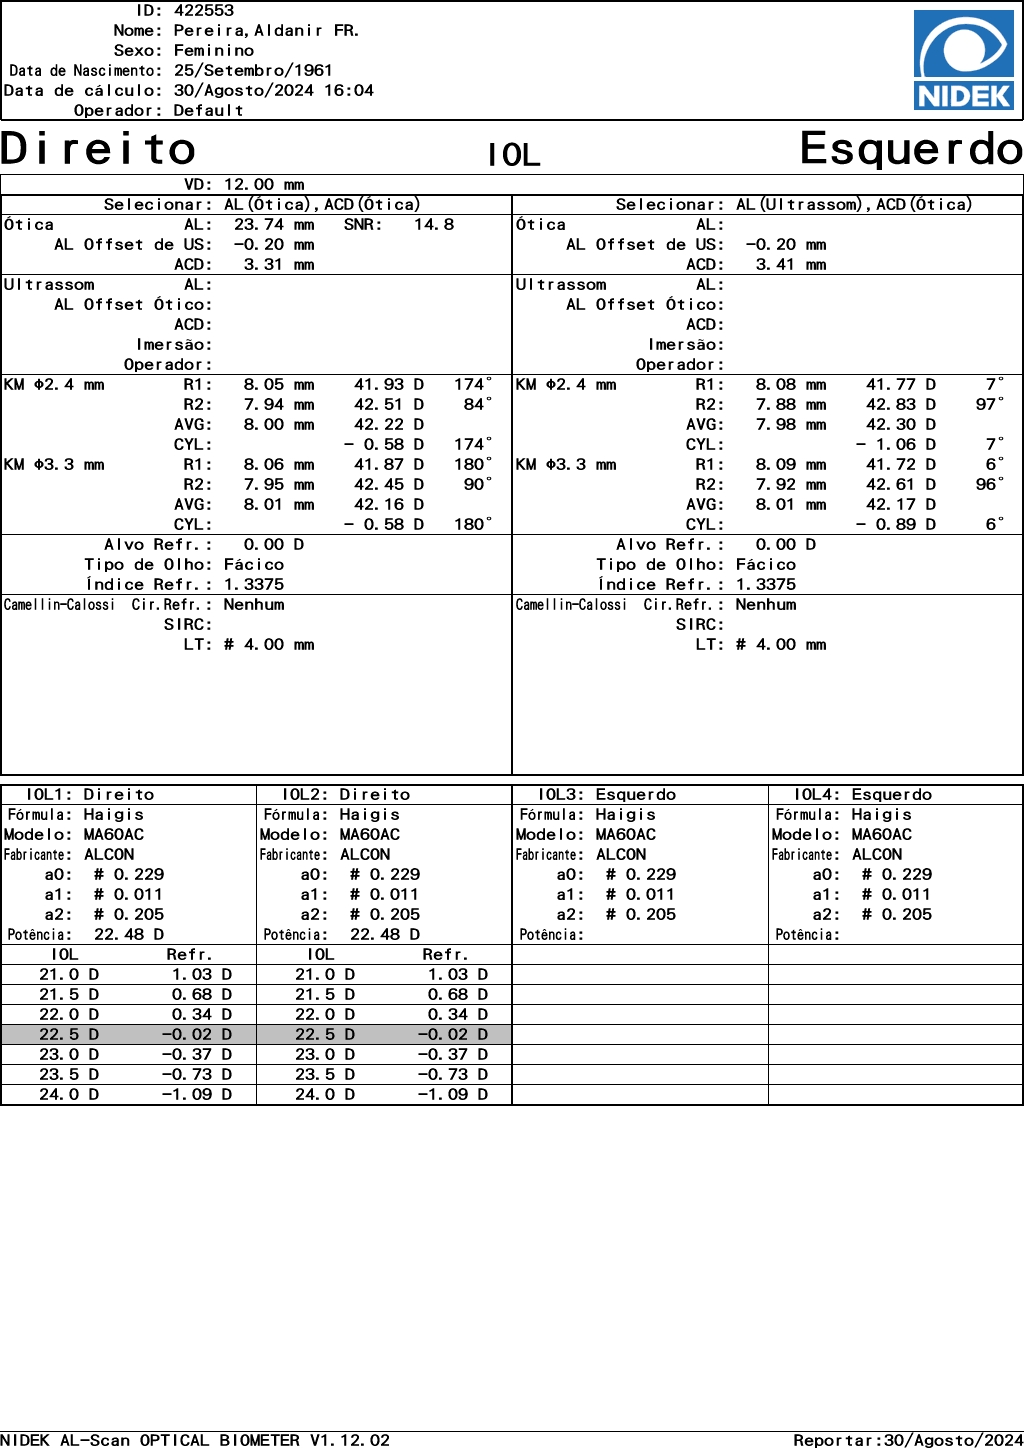 ID: 422553
Nome: Pereira,Aldanir FR.
Sexo: Feminino
Data de Nascimento: 25/Setembro/1961
Data de cálculo: 30/Agosto/2024 16:04
Operador: Default
NIDEK
Direito IOL Esquerdo
VD: 12.00 mm
Selecionar: AL(Ótica),ACD(Ótica) Selecionar: AL(Ultrassom),ACD(Ótica)
Ótica AL: 23.74 mm SNR: 14.8 Ótica AL:
AL Offset de US: -0.20 mm AL Offset de US: -0.20 mm
ACD: 3.31 mm ACD: 3.41 mm
Ultrassom AL: Ultrassom AL:
AL Offset Ótico: AL Offset Ótico:
ACD: ACD:
Imersão: Imersão:
Operador: Operador:
KM Φ2.4 mm R1: 8.05 mm 41.93 D 174° KM Φ2.4 mm R1: 8.08 mm 41.77 D 7°
R2: 7.94 mm 42.51 D 84° R2: 7.88 mm 42.83 D 97°
AVG: 8.00 mm 42.22 D AVG: 7.98 mm 42.30 D
CYL: - 0.58 D 174° CYL: - 1.06 D 7°
KM Φ3.3 mm R1: 8.06 mm 41.87 D 180° KM Φ3.3 mm R1: 8.09 mm 41.72 D 6°
R2: 7.95 mm 42.45 D 90° R2: 7.92 mm 42.61 D 96°
AVG: 8.01 mm 42.16 D AVG: 8.01 mm 42.17 D
CYL: - 0.58 D 180° CYL: - 0.89 D 6°
Alvo Refr.: 0.00 D Alvo Refr.: 0.00 D
Tipo de Olho: Fácico Tipo de Olho: Fácico
Índice Refr.: 1.3375 Índice Refr.: 1.3375
Camellin-Calossi Cir.Refr.: Nenhum Camellin-Calossi Cir.Refr.: Nenhum
SIRC: SIRC:
LT: # 4.00 mm LT: # 4.00 mm
IOL1: Direito IOL2: Direito IOL3: Esquerdo IOL4: Esquerdo
Fórmula: Haigis Fórmula: Haigis Fórmula: Haigis Fórmula: Haigis
Modelo: MA60AC Modelo: MA60AC Modelo: MA60AC Modelo: MA60AC
Fabricante: ALCON Fabricante: ALCON Fabricante: ALCON Fabricante: ALCON
a0: # 0.229 a0: # 0.229 a0: # 0.229 a0: # 0.229
a1: # 0.011 a1: # 0.011 a1: # 0.011 a1: # 0.011
a2: # 0.205 a2: # 0.205 a2: # 0.205 a2: # 0.205
Potência: 22.48 D Potência: 22.48 D Potência: Potência:
IOL Refr. IOL Refr.
21.0 D 1.03 D 21.0 D 1.03 D
21.5 D 0.68 D 21.5 D 0.68 D
22.0 D 0.34 D 22.0 D 0.34 D
22.5 D -0.02 D 22.5 D -0.02 D
23.0 D -0.37 D 23.0 D -0.37 D
23.5 D -0.73 D 23.5 D -0.73 D
24.0 D -1.09 D 24.0 D -1.09 D
NIDEK AL-Scan OPTICAL BIOMETER V1.12.02 Reportar:30/Agosto/2024